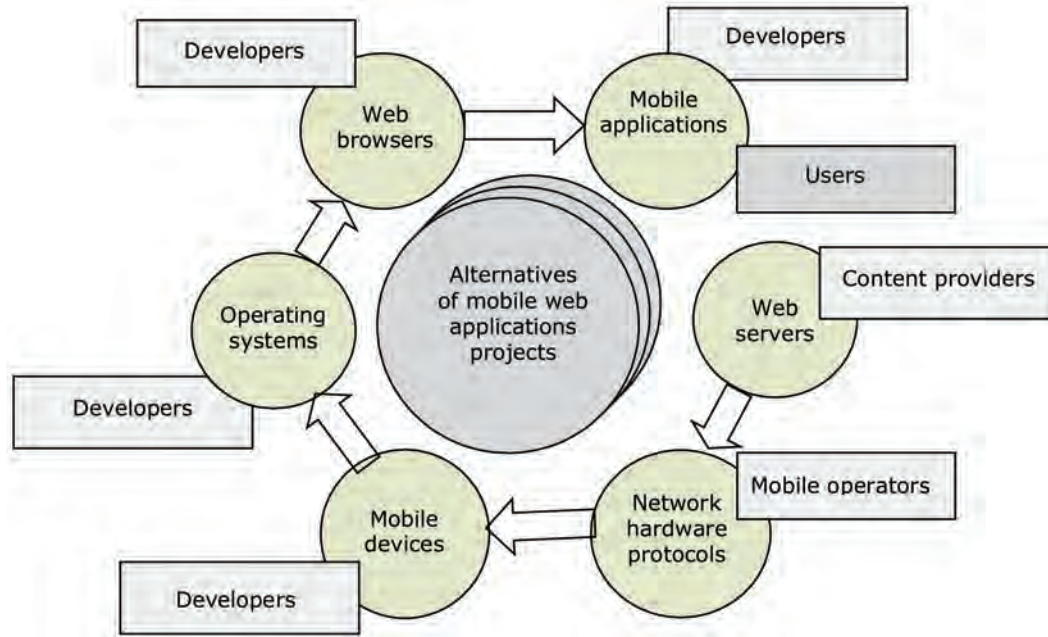 Developers
Developers
Web
browsers
Mobile
applications
Users
Alternatives
of mobile web
applications
projects
Content providers
Web
servers
Operating
systems
Developers
Mobile operators
Network
hardware
protocols
Mobile
devices
Developers